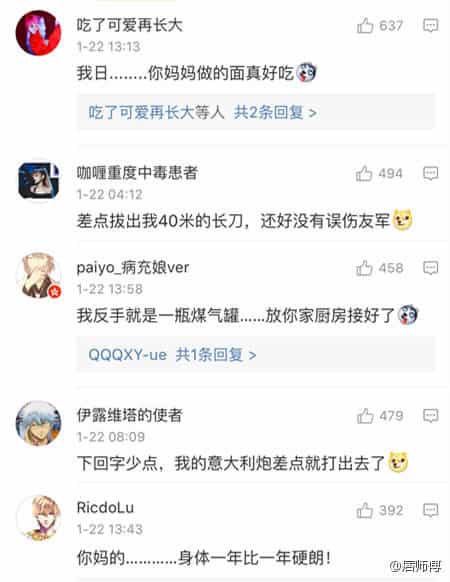 吃了可爱再长大
637
1-22 13:13
我日........你妈妈做的面真好吃
吃了可爱再长大等人 共2条回复 >
咖喱重度中毒患者
494
1-22 04:12
差点拔出我40米的长刀，还好没有误伤友军
paiyo_病充娘ver
458
1-22 13:58
我反手就是一瓶煤气罐......放你家厨房接好了
QQQXY-ue 共1条回复 >
伊露维塔的使者
479
1-22 08:09
下回字少点，我的意大利炮差点就打出去了
RicdoLu
392
1-22 13:43
你妈的............身体一年比一年硬朗！
@唐师傅